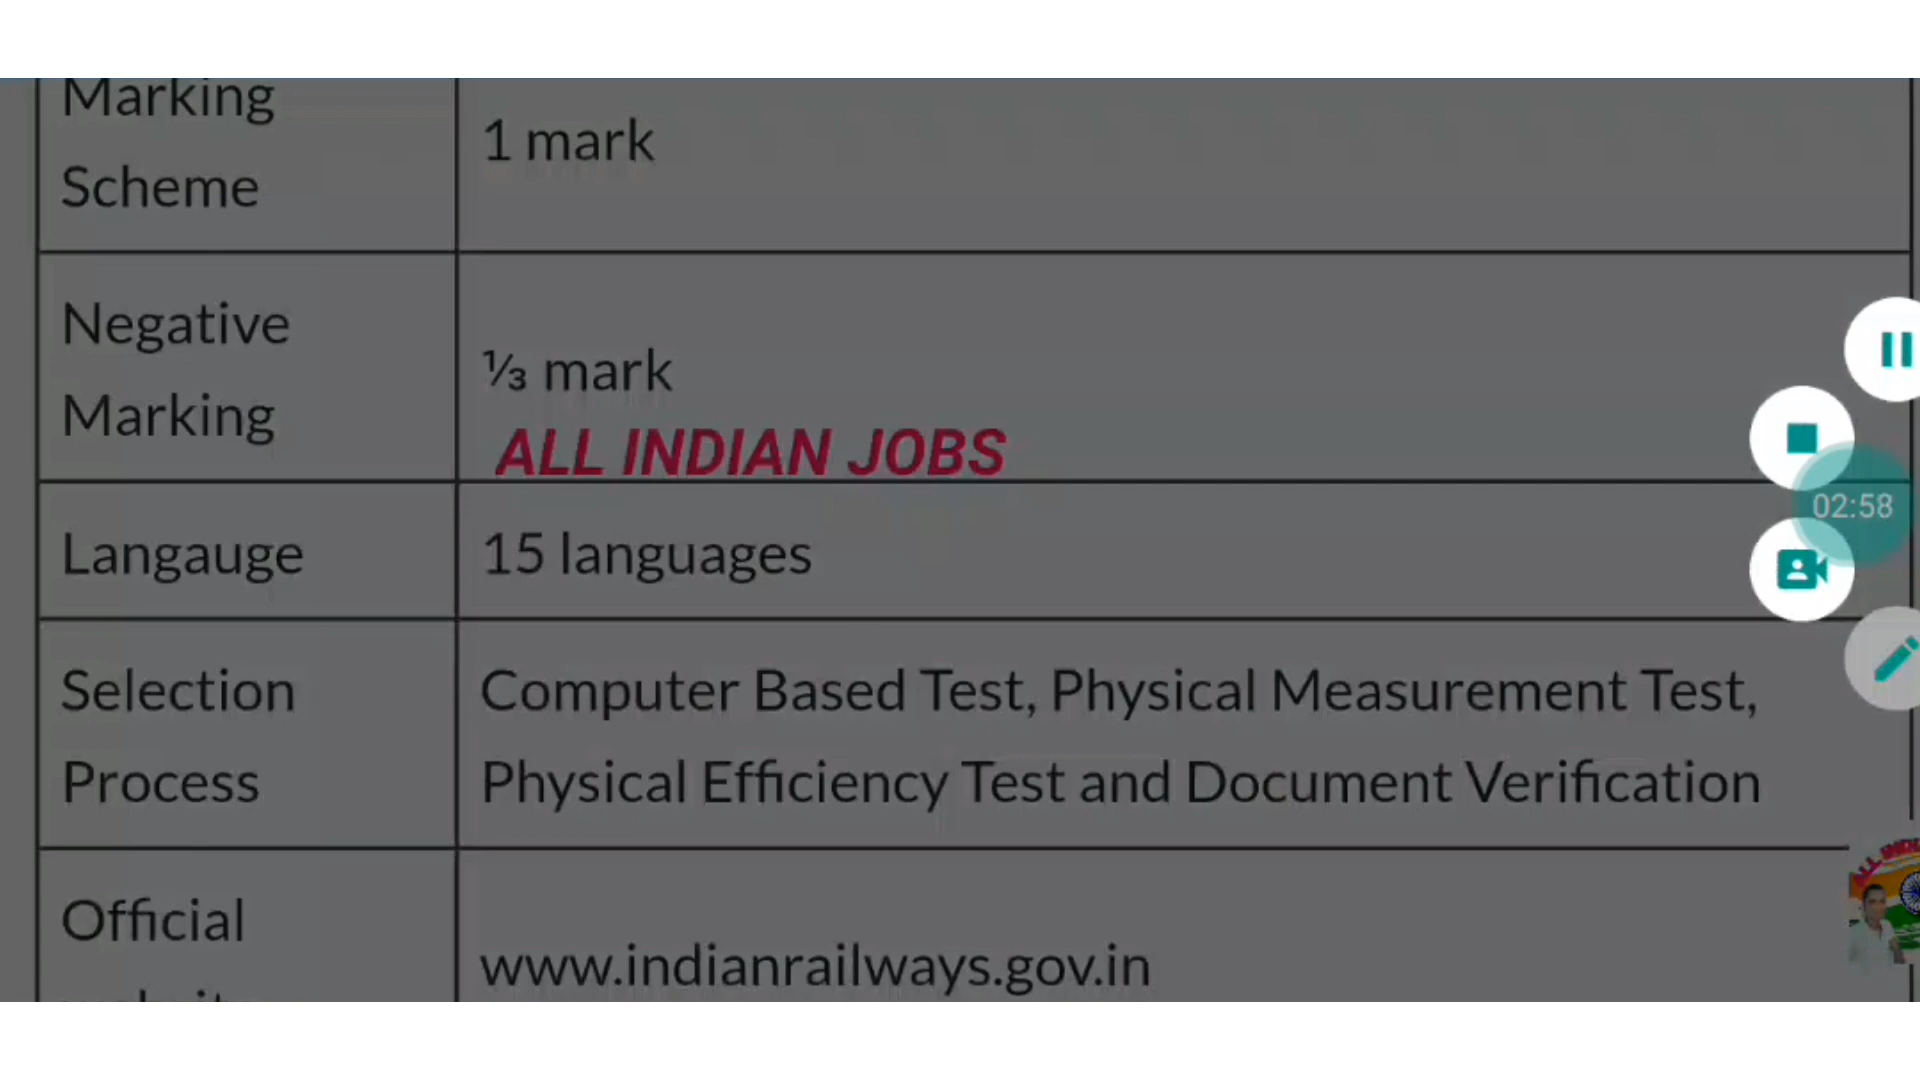 Marking
Scheme
1 mark
Negative
Marking
⅓ mark
ALL INDIAN JOBS
Langauge
15 languages
02:58
Selection
Process
Computer Based Test, Physical Measurement Test,
Physical Efficiency Test and Document Verification
Official
www.indianrailways.gov.in